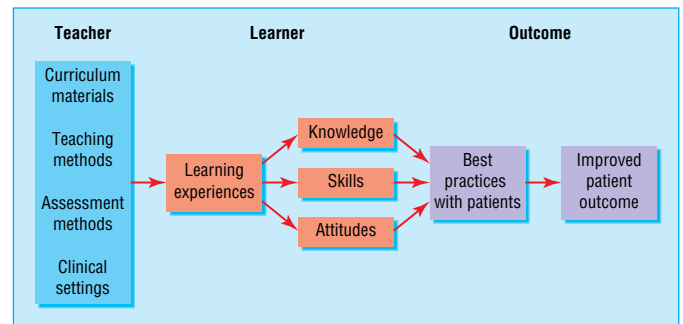 Teacher
Learner
Outcome
Curriculum
materials
Teaching
methods
Assessment
methods
Clinical
settings
Learning
experiences
Knowledge
Skills
Attitudes
Best
practices
with patients
Improved
patient
outcome